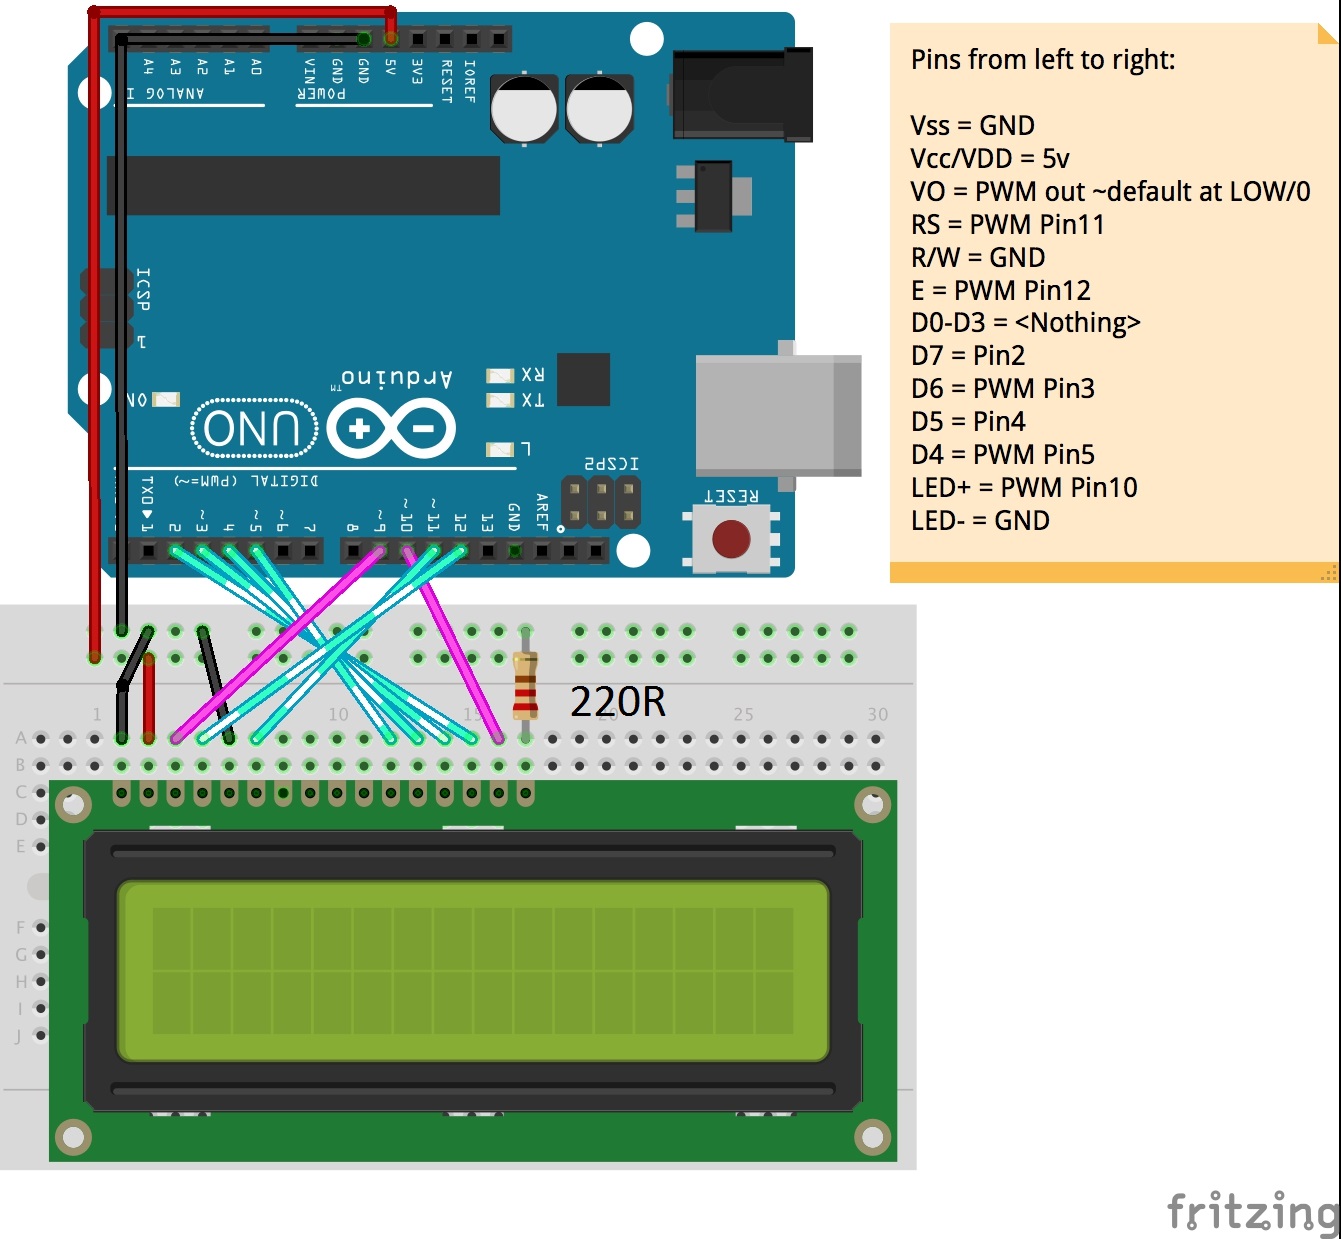 A4 A3 A2 A1 A0 VIN GND GND 5V 3V3 RESET IOREF
ANALOG I
POWER
Pins from left to right:
Vss = GND
Vcc/VDD = 5v
VO = PWM out ~default at LOW/0
RS = PWM Pin11
R/W = GND
E = PWM Pin12
D0-D3 = <Nothing>
D7 = Pin2
D6 = PWM Pin3
D5 = Pin4
D4 = PWM Pin5
LED+ = PWM Pin10
LED- = GND
ICSP
1
ON
UNO
Arduino™
RX
TX
L
ICSP2
DIGITAL (PWM=~)
TXD▶1 2 ~3 4 ~5 ~6 7 8 ~9 ~10 ~11 12 13 GND AREF
RESET
220R
1 10 15 20 25 30
A
B
C
D
E
F
G
H
I
J
fritzing